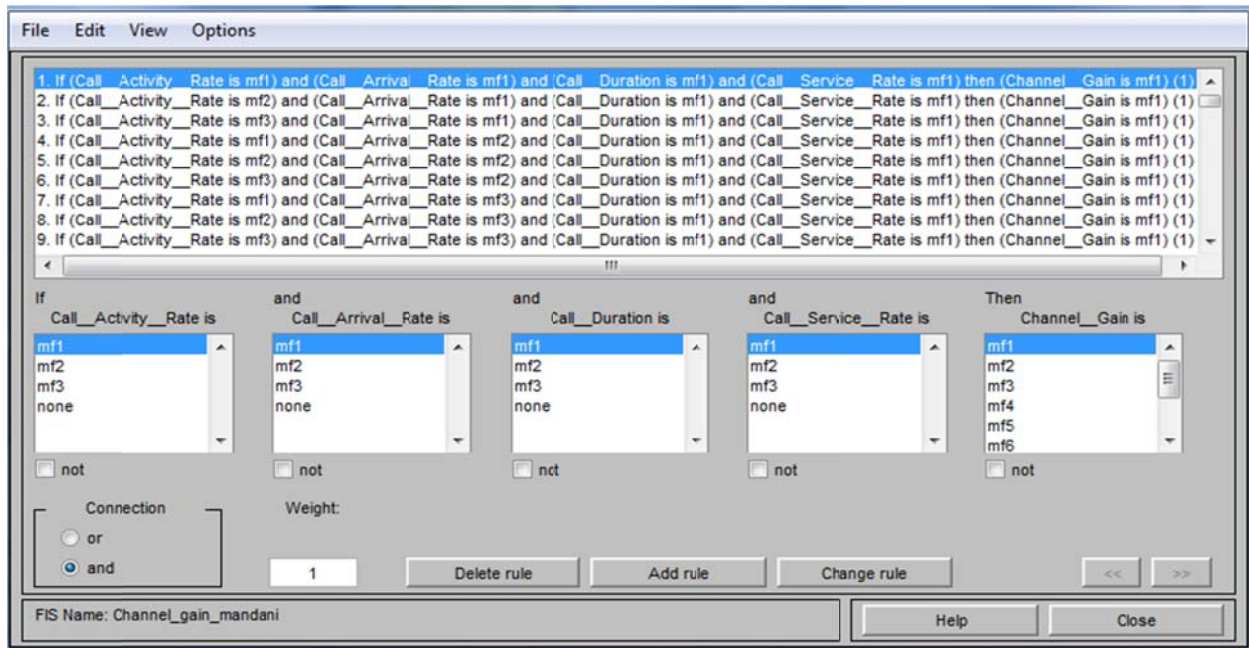 File Edit View Options
1. If (Call__Activity__Rate is mf1) and (Call__Arrival__Rate is mf1) and (Call__Duration is mf1) and (Call__Service__Rate is mf1) then (Channel__Gain is mf1) (1)
2. If (Call__Activity__Rate is mf2) and (Call__Arrival__Rate is mf1) and (Call__Duration is mf1) and (Call__Service__Rate is mf1) then (Channel__Gain is mf1) (1)
3. If (Call__Activity__Rate is mf3) and (Call__Arrival__Rate is mf1) and (Call__Duration is mf1) and (Call__Service__Rate is mf1) then (Channel__Gain is mf1) (1)
4. If (Call__Activity__Rate is mf1) and (Call__Arrival__Rate is mf2) and (Call__Duration is mf1) and (Call__Service__Rate is mf1) then (Channel__Gain is mf1) (1)
5. If (Call__Activity__Rate is mf2) and (Call__Arrival__Rate is mf2) and (Call__Duration is mf1) and (Call__Service__Rate is mf1) then (Channel__Gain is mf1) (1)
6. If (Call__Activity__Rate is mf3) and (Call__Arrival__Rate is mf2) and (Call__Duration is mf1) and (Call__Service__Rate is mf1) then (Channel__Gain is mf1) (1)
7. If (Call__Activity__Rate is mf1) and (Call__Arrival__Rate is mf3) and (Call__Duration is mf1) and (Call__Service__Rate is mf1) then (Channel__Gain is mf1) (1)
8. If (Call__Activity__Rate is mf2) and (Call__Arrival__Rate is mf3) and (Call__Duration is mf1) and (Call__Service__Rate is mf1) then (Channel__Gain is mf1) (1)
9. If (Call__Activity__Rate is mf3) and (Call__Arrival__Rate is mf3) and (Call__Duration is mf1) and (Call__Service__Rate is mf1) then (Channel__Gain is mf1) (1)
If and and and Then
Call__Activity__Rate is Call__Arrival__Rate is Call__Duration is Call__Service__Rate is Channel__Gain is
mf1 mf1 mf1 mf1 mf1
mf2 mf2 mf2 mf2 mf2
mf3 mf3 mf3 mf3 mf3
none none none none mf4
mf5
mf6
not not not not not
Connection Weight:
or
and 1 Delete rule Add rule Change rule << >>
FIS Name: Channel_gain_mandani Help Close